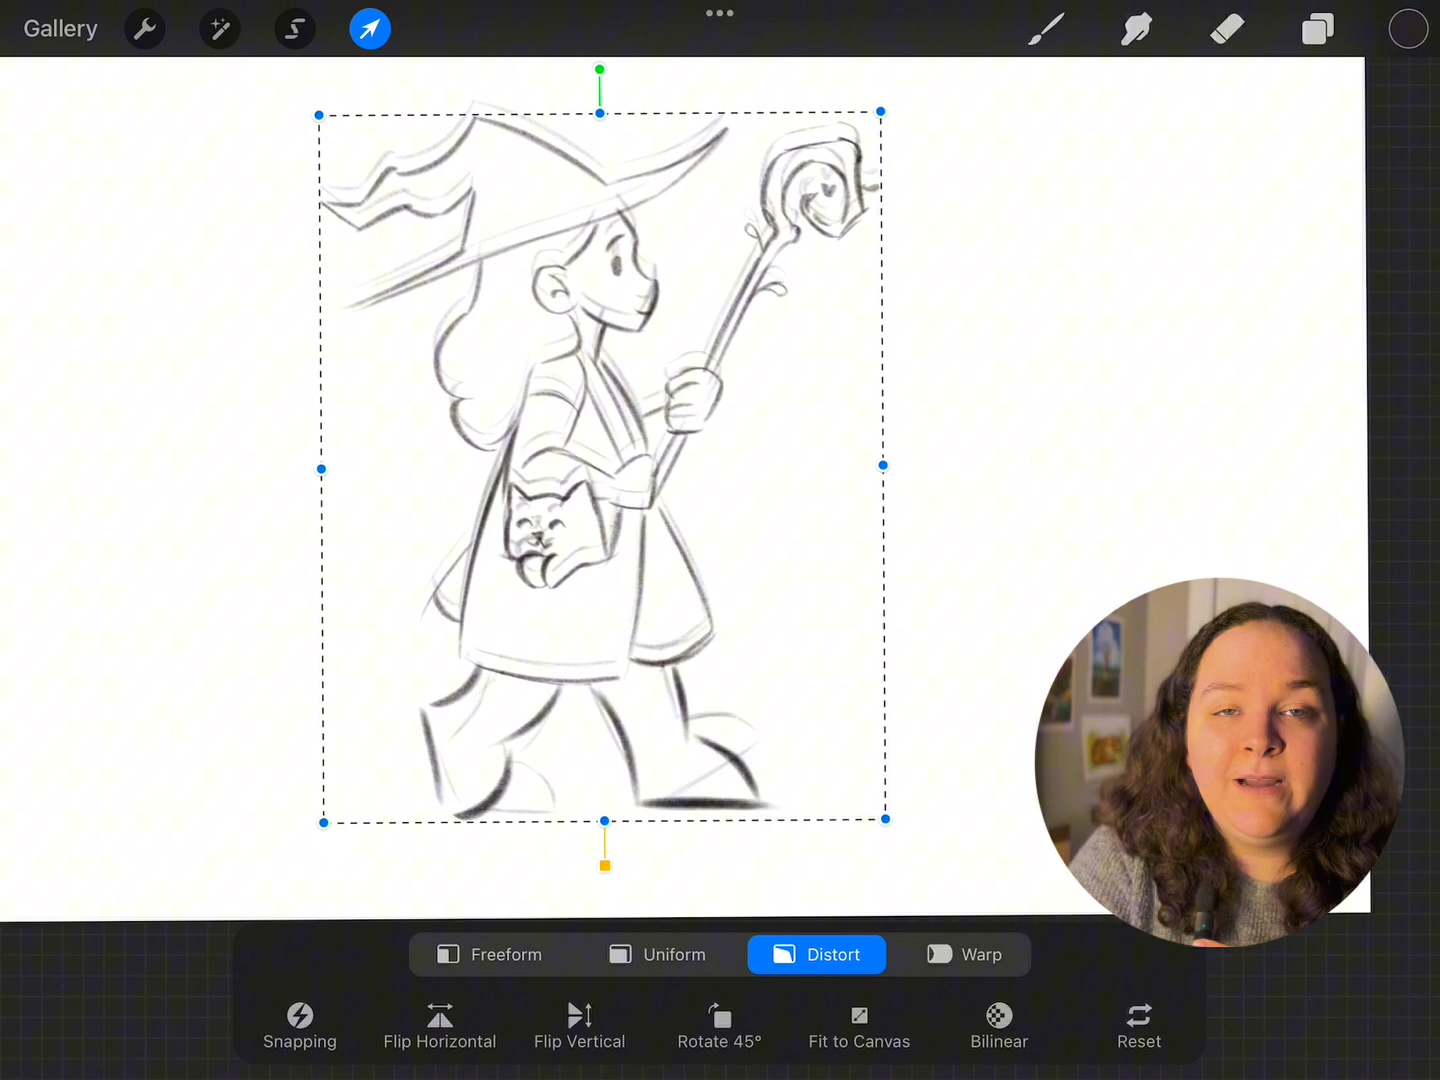 Gallery
Freeform Uniform Distort Warp
Snapping Flip Horizontal Flip Vertical Rotate 45° Fit to Canvas Bilinear Reset